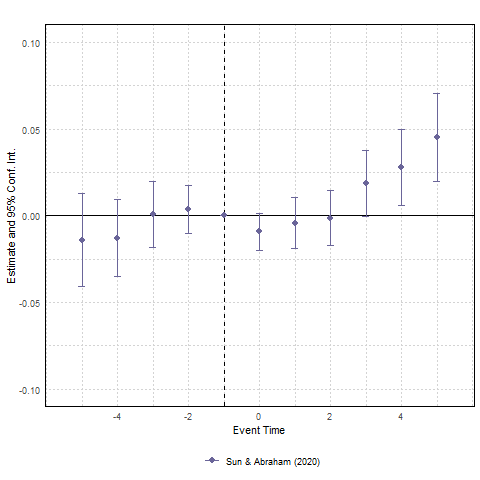 0.10
0.05
0.00
-0.05
-0.10
Estimate and 95% Conf. Int.
-4 -2 0 2 4
Event Time
Sun & Abraham (2020)